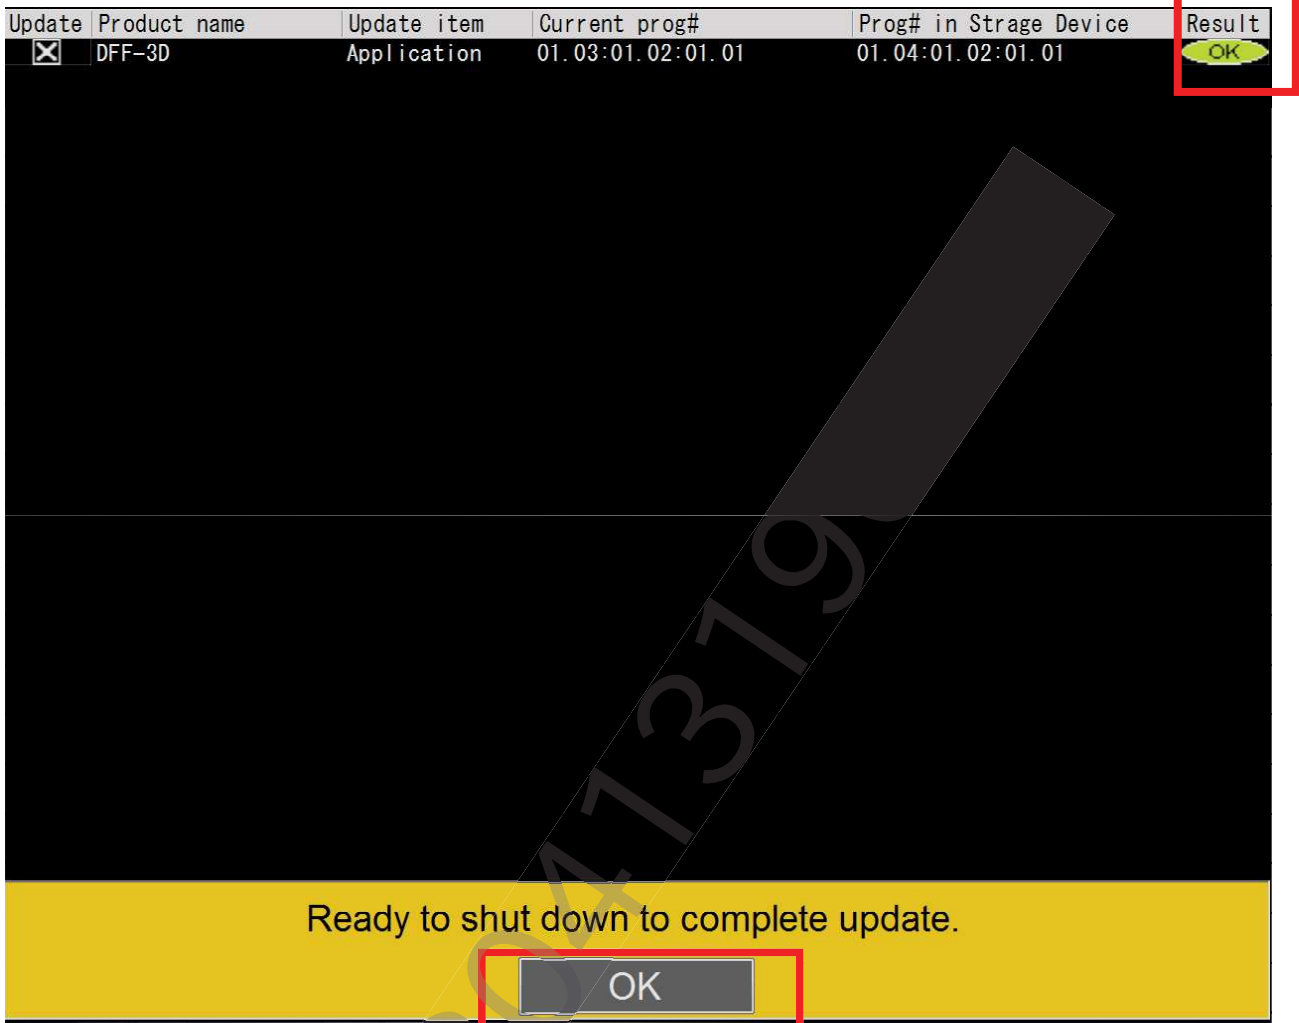 Update Product name Update item Current prog# Prog# in Strage Device Result
DFF-3D Application 01.03:01.02:01.01 01.04:01.02:01.01 OK
Ready to shut down to complete update.
OK